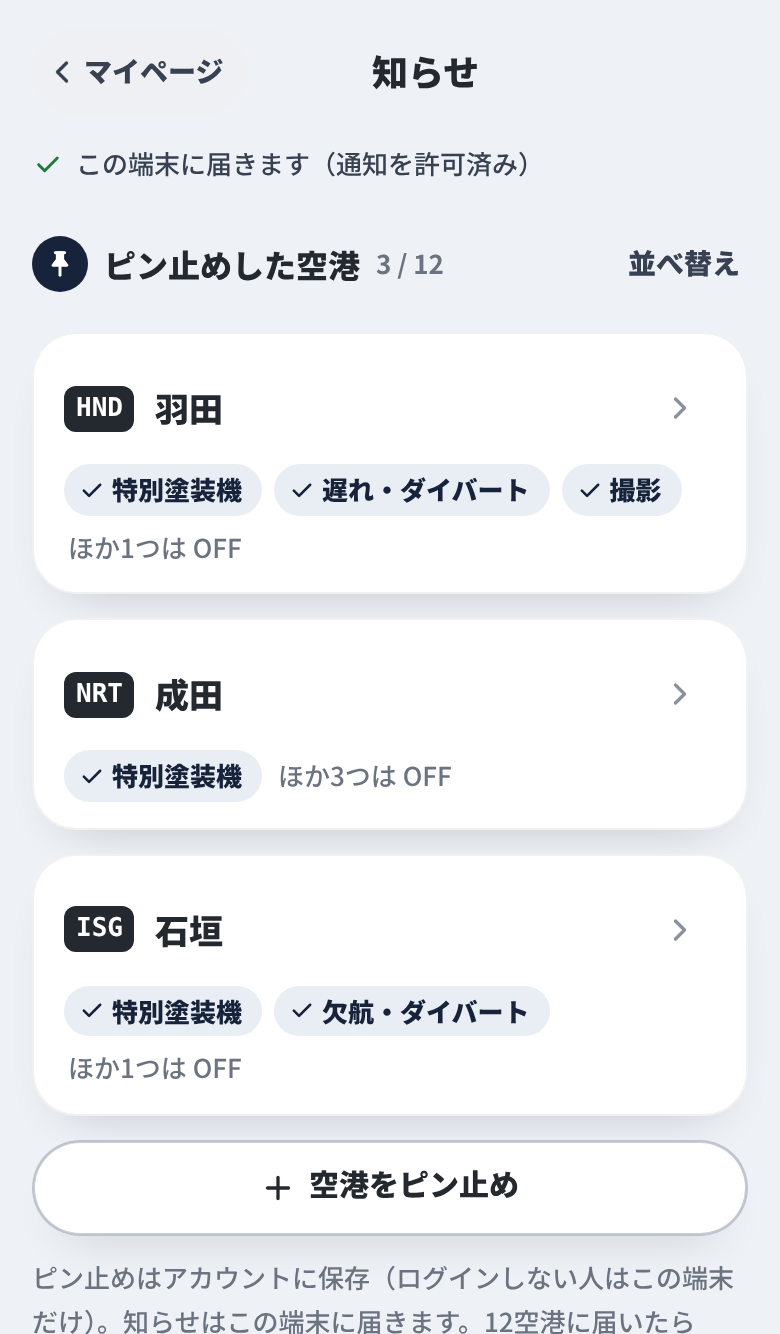 マイページ
知らせ
この端末に届きます（通知を許可済み）
ピン止めした空港 3 / 12
並べ替え
HND 羽田
特別塗装機 遅れ・ダイバート 撮影
ほか1つは OFF
NRT 成田
特別塗装機 ほか3つは OFF
ISG 石垣
特別塗装機 欠航・ダイバート
ほか1つは OFF
＋ 空港をピン止め
ピン止めはアカウントに保存（ログインしない人はこの端末
だけ）。知らせはこの端末に届きます。12空港に届いたら